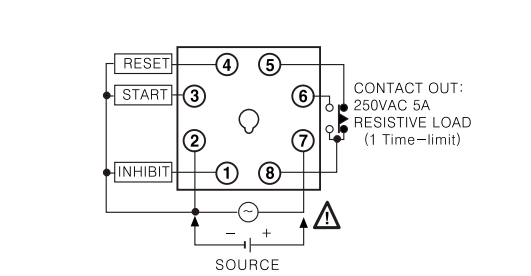 RESET
START
INHIBIT
4
5
3
6
2
7
1
8
CONTACT OUT:
250VAC 5A
RESISTIVE LOAD
(1 Time-limit)
~
− +
SOURCE
!